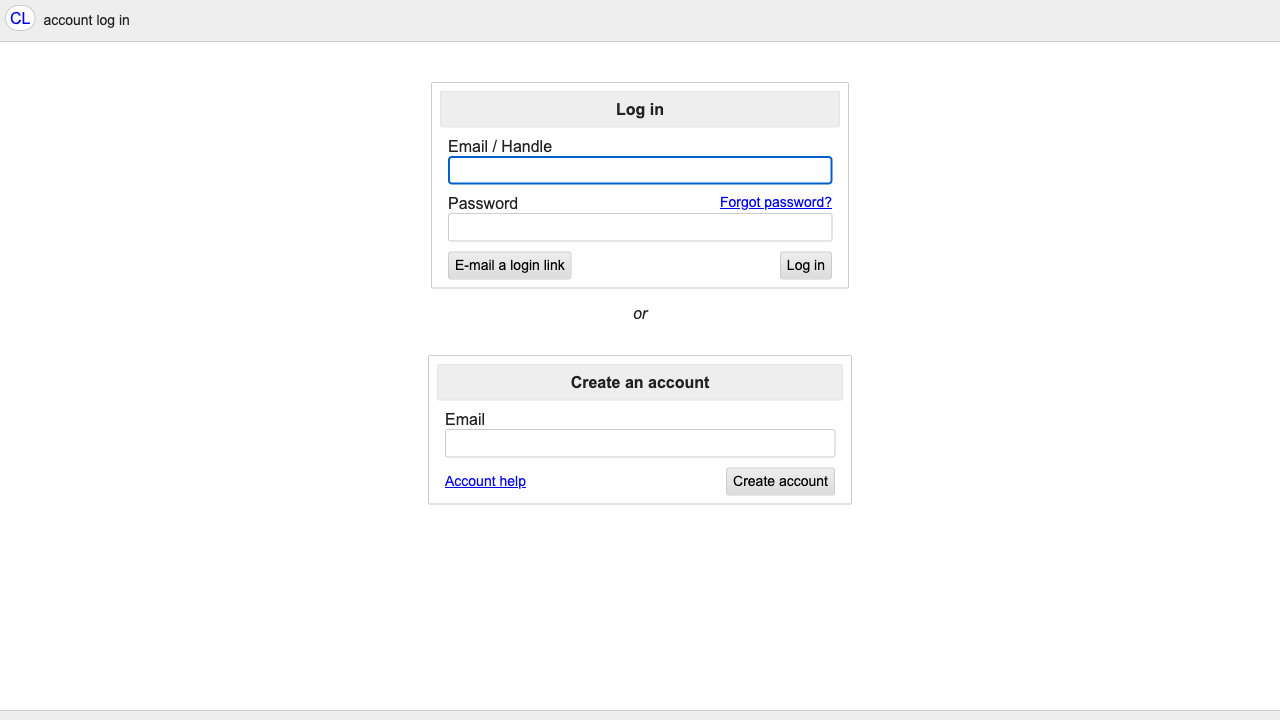 CL account log in
Log in
Email / Handle
Password Forgot password?
E-mail a login link Log in
or
Create an account
Email
Account help Create account